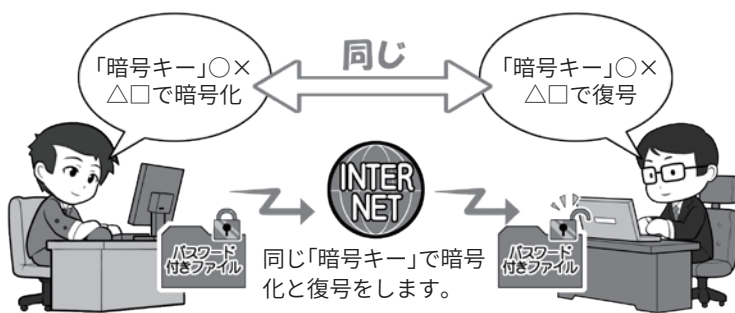 「暗号キー」○×
△□で暗号化
同じ
「暗号キー」○×
△□で復号
INTER
NET
パスワード
付きファイル
同じ「暗号キー」で暗号
化と復号をします。
パスワード
付きファイル